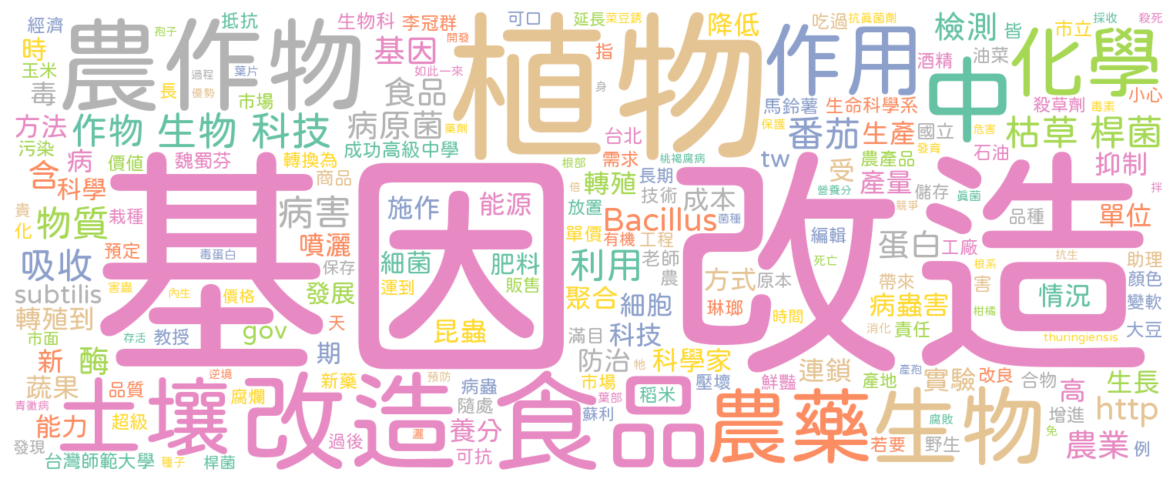 經濟
孢子
抵抗
生物科
李冠群
可口
延長
菜豆銹
吃過
抗真菌劑
檢測
皆
市立
採收
殺死
時
農作物
過程
葉片
優勢
基因
開發
如此一來
植物
指
降低
作用
酒精
油菜
化學
玉米
毒
長
市場
食品
藥劑
身
馬鈴薯
生命科學系
中
殺草劑
毒素
小心
方法
污染
作物
生物
科技
病原菌
成功高級中學
台北
保護
番茄
生產
國立
危害
發育
枯草
桿菌
含
病
價值
魏蜀芬
轉換為
商品
根部
需求
桃褐腐病
tw
受
農產品
石油
抑制
科學
貴
化
物質
栽種
基因改造
病害
施作
能源
倍
轉殖
長期
技術
成本
放置
Bacillus
菌種
營養分
產量
競爭
儲存
真菌
品種
單位
拌
預定
毒蛋白
噴灑
單價
有機
工程
編輯
蛋白
工廠
助理
吸收
保存
細菌
肥料
利用
老師
農
方式
原本
死亡
根系
抗生
顏色
subtilis
害蟲
內生
價格
發展
運到
販售
聚合
細胞
琳瑯
時間
帶來
害
柑橘
情況
變軟
轉殖到
市面
存活
教授
gov
天
昆蟲
滿目
科技
病蟲害
消化
責任
thuringiensis
大豆
新
酶
期
防治
牠
科學家
連鎖
產孢
蔬果
逆境
品質
新藥
預防
病蟲
市場
葉部
稻米
壓壞
鮮豔
產地
實驗
改良
合物
高
生長
青黴病
能力
超級
腐爛
土壤改造食品
隨處
蘇利
農藥
生物
腐敗
增進
http
發現
台灣師範大學
種子
桿菌
過後
灑
養分
可抗
若要
野生
免
農業
例